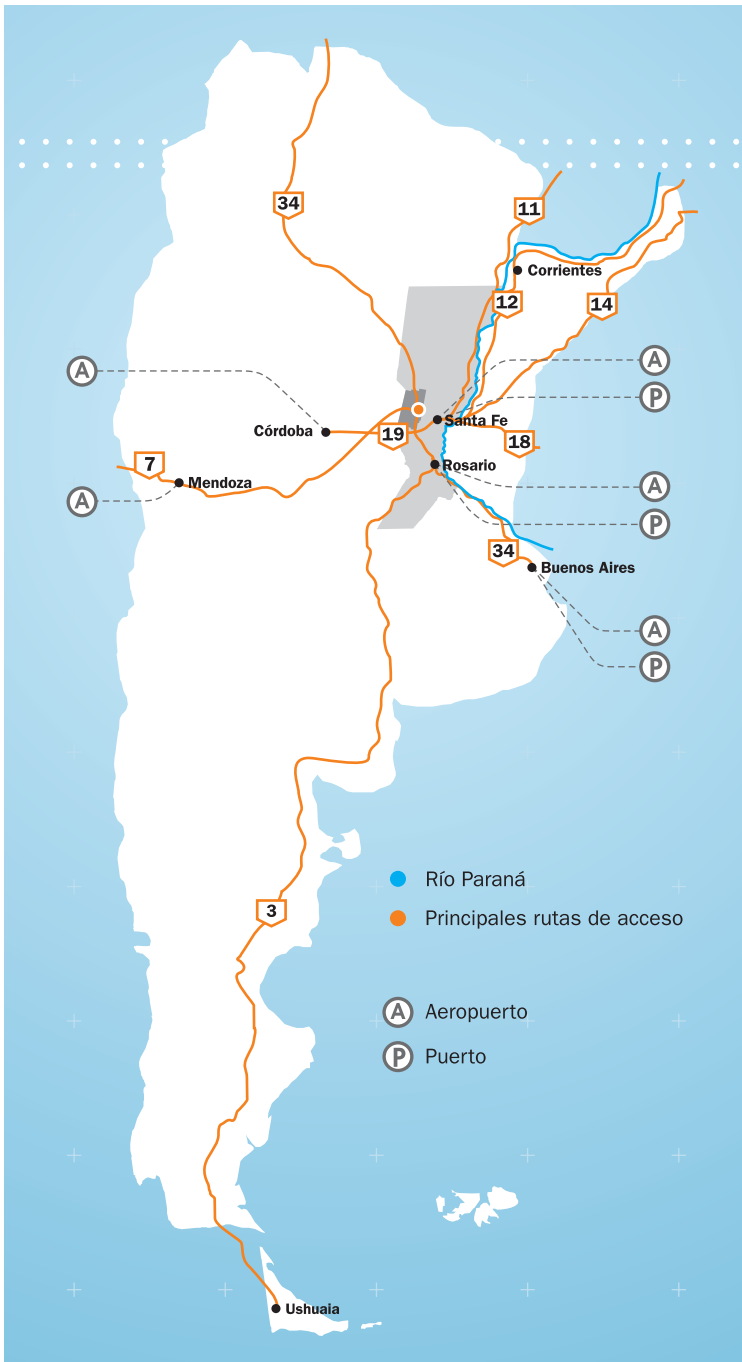 34
11
Corrientes
12
14
A
A
P
Santa Fe
Córdoba
19
18
7
Rosario
Mendoza
A
A
P
34
Buenos Aires
A
P
Río Paraná
3
Principales rutas de acceso
A Aeropuerto
P Puerto
Ushuaia